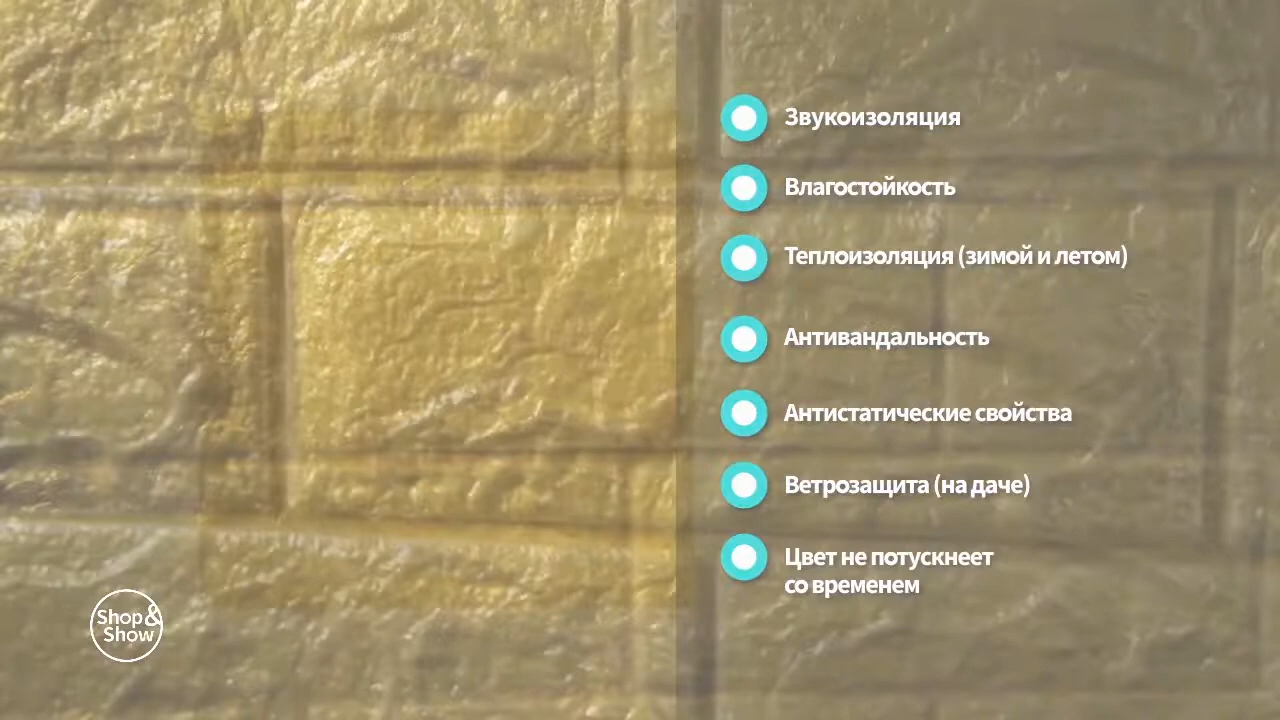 Звукоизоляция
Влагостойкость
Теплоизоляция (зимой и летом)
Антивандальность
Антистатические свойства
Ветрозащита (на даче)
Цвет не потускнеет
со временем
Shop&
Show